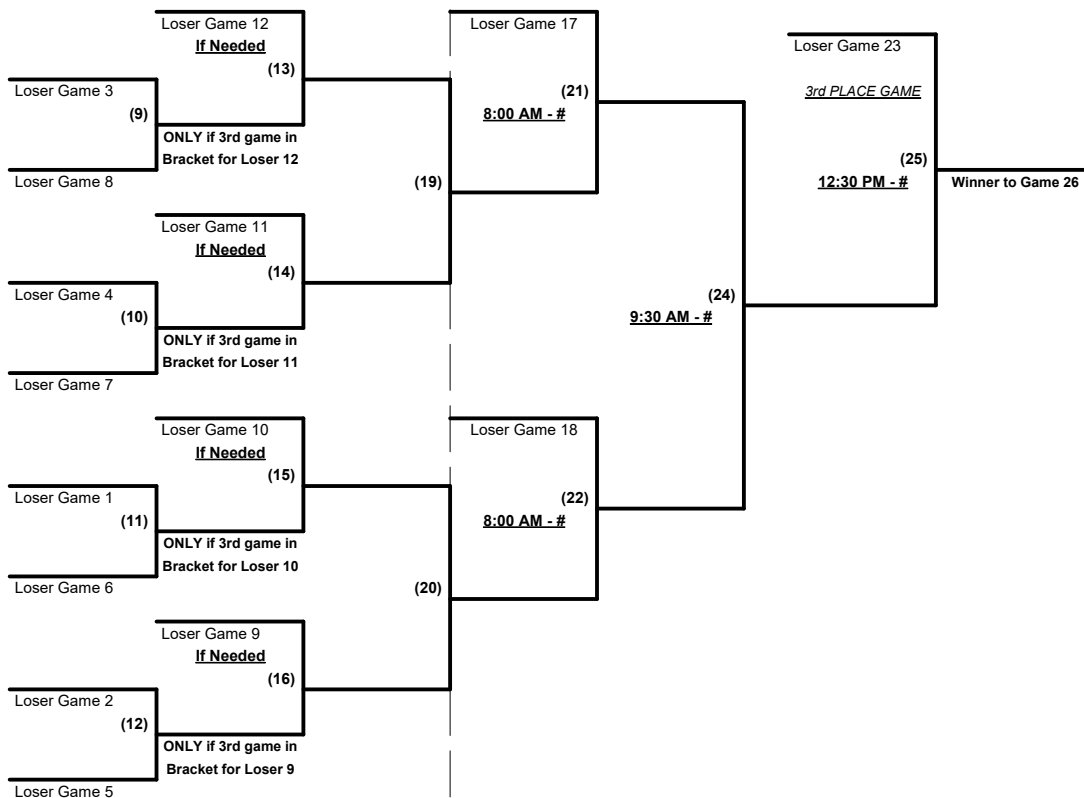 Loser Game 12
If Needed
(13)
Loser Game 3
(9)
ONLY if 3rd game in
Bracket for Loser 12
Loser Game 8
(19)
Loser Game 11
If Needed
(14)
Loser Game 4
(10)
ONLY if 3rd game in
Bracket for Loser 11
Loser Game 7
Loser Game 10
If Needed
(15)
Loser Game 1
(11)
ONLY if 3rd game in
Bracket for Loser 10
Loser Game 6
(20)
Loser Game 9
If Needed
(16)
Loser Game 2
(12)
ONLY if 3rd game in
Bracket for Loser 9
Loser Game 5
Loser Game 17
(21)
8:00 AM - #
Loser Game 18
(22)
8:00 AM - #
(24)
9:30 AM - #
Loser Game 23
3rd PLACE GAME
(25)
12:30 PM - #
Winner to Game 26